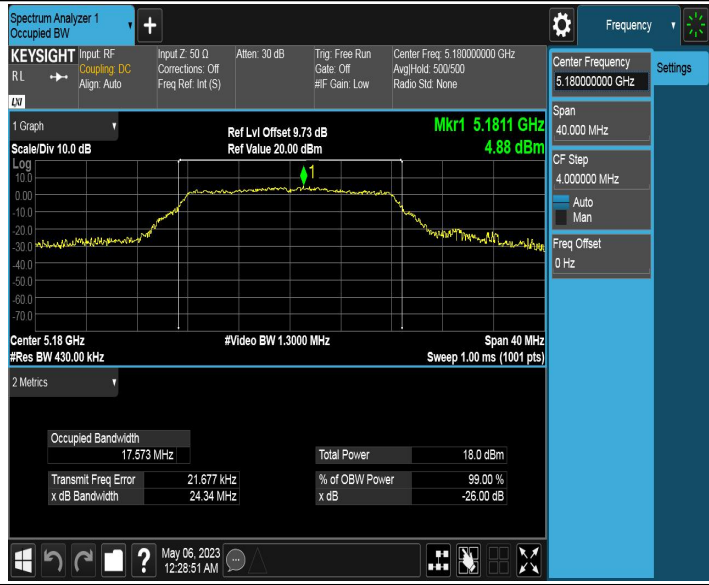 Spectrum Analyzer 1
Occupied BW
+
Frequency
KEYSIGHT
RL
LXI
Input: RF
Coupling: DC
Align: Auto
Input Z: 50 Ω
Corrections: Off
Freq Ref: Int (S)
Atten: 30 dB
Trig: Free Run
Gate: Off
#IF Gain: Low
Center Freq: 5.180000000 GHz
Avg|Hold: 500/500
Radio Std: None
Center Frequency
5.180000000 GHz
Settings
Span
40.000 MHz
CF Step
4.000000 MHz
Auto
Man
Freq Offset
0 Hz
1 Graph
Scale/Div 10.0 dB
Ref Lvl Offset 9.73 dB
Ref Value 20.00 dBm
Mkr1 5.1811 GHz
4.88 dBm
Log
10.0
0.00
-10.0
-20.0
-30.0
-40.0
-50.0
-60.0
-70.0
1
Center 5.18 GHz
#Video BW 1.3000 MHz
Span 40 MHz
#Res BW 430.00 kHz
Sweep 1.00 ms (1001 pts)
2 Metrics
Occupied Bandwidth
17.573 MHz
Total Power 18.0 dBm
Transmit Freq Error 21.677 kHz
% of OBW Power 99.00 %
x dB Bandwidth 24.34 MHz
x dB -26.00 dB
?
May 06, 2023
12:28:51 AM